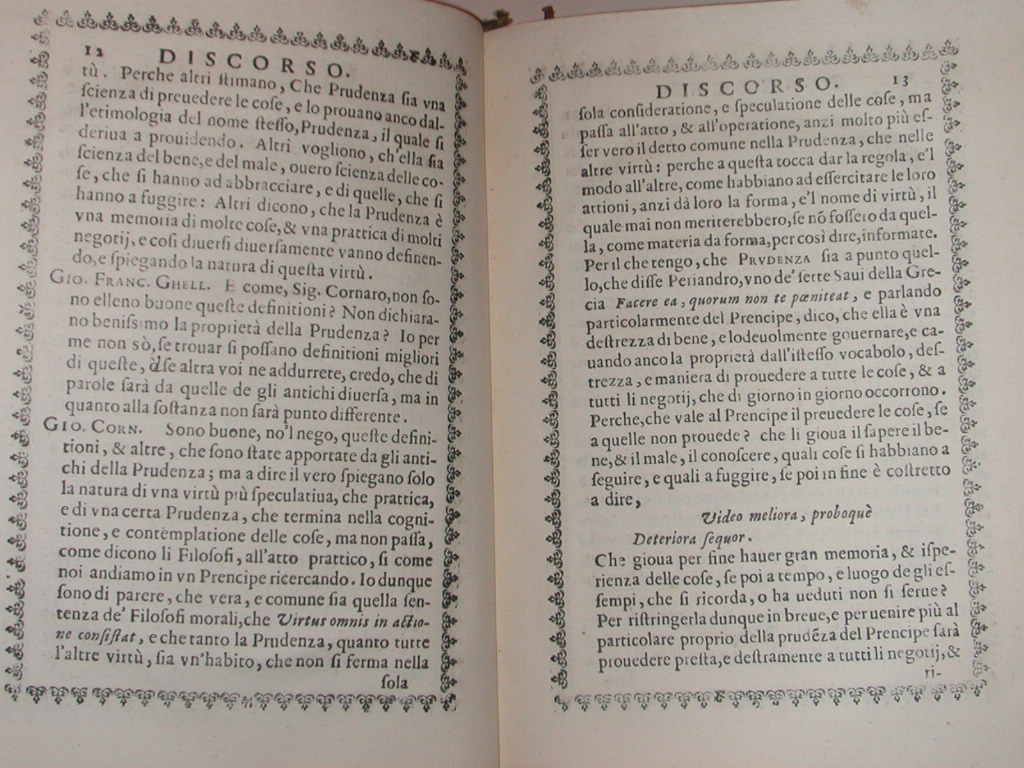 12
DISCORSO.
tù. Perche altri ſtimano, Che Prudenza ſia vna
ſcienza di preuedere le coſe, e lo prouano anco dal-
l'etimologia del nome ſteſſo, Prudenza, il quale ſi
deriua a prouidendo. Altri vogliono, ch'ella ſia
ſcienza del bene, e del male, ouero ſcienza delle co-
ſe, che ſi hanno ad abbracciare, e di quelle, che ſi
hanno a fuggire: Altri dicono, che la Prudenza è
vna memoria di molte coſe, & vna prattica di molti
negotij, e coſi diuerſi diuerſamente vanno definen-
do, e ſpiegando la natura di queſta virtù.
GIO. FRANC. GHELL. E come, Sig. Cornaro, non ſo-
no elleno buone queſte definitioni? Non dichiara-
no beniſsimo la proprietà della Prudenza? Io per
me non sò, ſe trouar ſi poſſano definitioni migliori
di queſte, & ſe altra voi ne addurrete, credo, che di
parole ſarà da quelle de gli antichi diuerſa, ma in
quanto alla ſoſtanza non ſarà punto differente.
GIO. CORN. Sono buone, no'l nego, queſte defini-
tioni, & altre, che ſono ſtate apportate da gli anti-
chi della Prudenza; ma a dire il vero ſpiegano ſolo
la natura di vna virtù più ſpeculatiua, che prattica,
e di vna certa Prudenza, che termina nella cogni-
tione, e contemplatione delle coſe, ma non paſſa,
come dicono li Filoſofi, all'atto prattico, ſi come
noi andiamo in vn Prencipe ricercando. Io dunque
ſono di parere, che vera, e comune ſia quella ſen-
tenza de' Filoſofi morali, che Virtus omnis in actio-
ne conſiſtat, e che tanto la Prudenza, quanto tutte
l'altre virtù, ſia vn'habito, che non ſi ferma nella
ſola
DISCORSO. 13
ſola conſideratione, e ſpeculatione delle coſe, ma
paſſa all'atto, & all'operatione, anzi molto più eſ-
ſer vero il detto comune nella Prudenza, che nelle
altre virtù: perche a queſta tocca dar la regola, e'l
modo all'altre, come habbiano ad eſſercitare le loro
attioni, anzi dà loro la forma, e'l nome di virtù, il
quale mai non meriterebbero, ſe nõ foſſero da quel-
la, come materia da forma, per così dire, informate.
Per il che tengo, che PRVDENZA ſia a punto quel-
lo, che diſſe Periandro, vno de' ſette Saui della Gre-
cia Facere ea, quorum non te pæniteat, e parlando
particolarmente del Prencipe, dico, che ella è vna
deſtrezza di bene, e lodeuolmente gouernare, e ca-
uando anco la proprietà dall'iſteſſo vocabolo, deſ-
trezza, e maniera di prouedere a tutte le coſe, & a
tutti li negotij, che di giorno in giorno occorrono.
Perche, che vale al Prencipe il preuedere le coſe, ſe
a quelle non prouede? che li gioua il ſapere il be-
ne, & il male, il conoſcere, quali coſe ſi habbiano a
ſeguire, e quali a fuggire, ſe poi in fine è coſtretto
a dire,
Video meliora, proboquè
Deteriora ſequor.
Che gioua per fine hauer gran memoria, & iſpe-
rienza delle coſe, ſe poi a tempo, e luogo de gli eſ-
ſempi, che ſi ricorda, o ha ueduti non ſi ſerue?
Per riſtringerla dunque in breue, e per uenire più al
particolare proprio della prudẽza del Prencipe ſarà
prouedere preſta, e deſtramente a tutti li negotij, &
ri-